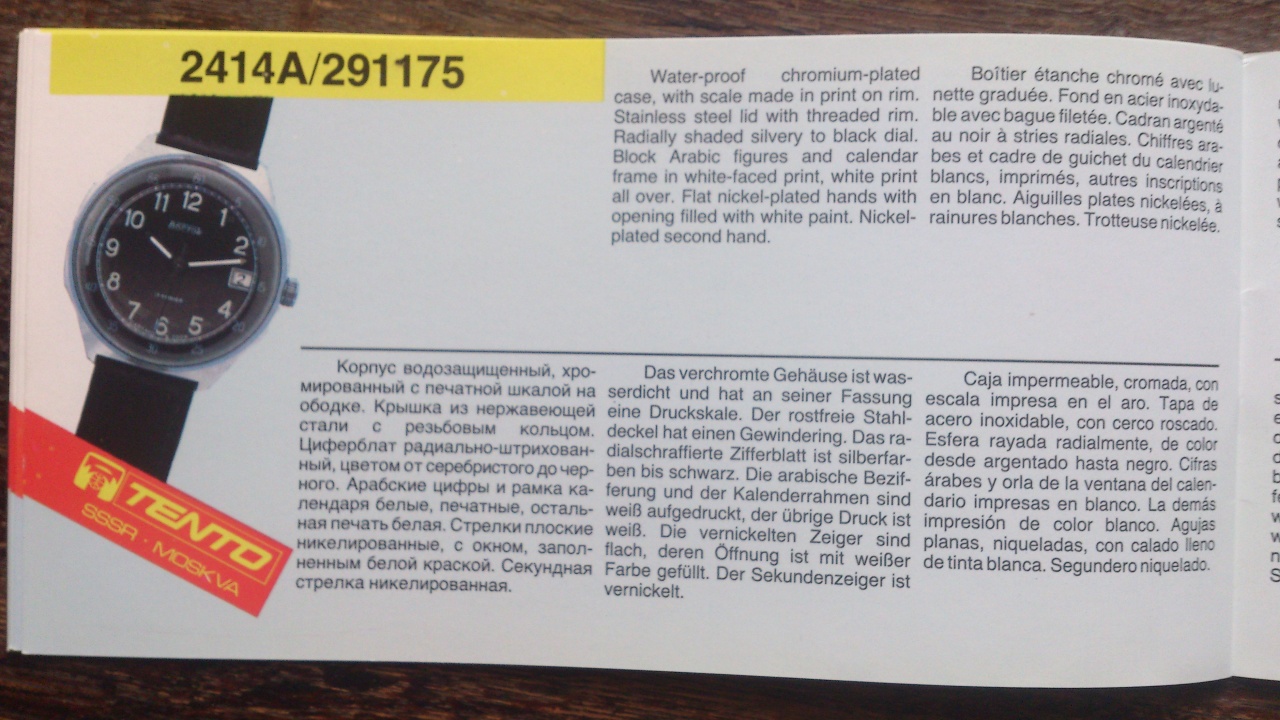 2414A/291175
11 12 1
10 2
9 2
8 4
7 6 5
TENTO
SSSR · MOSKVA
Water-proof chromium-plated
case, with scale made in print on rim.
Stainless steel lid with threaded rim.
Radially shaded silvery to black dial.
Block Arabic figures and calendar
frame in white-faced print, white print
all over. Flat nickel-plated hands with
opening filled with white paint. Nickel-
plated second hand.
Boîtier étanche chromé avec lu-
nette graduée. Fond en acier inoxyda-
ble avec bague filetée. Cadran argenté
au noir à stries radiales. Chiffres ara-
bes et cadre de guichet du calendrier
blancs, imprimés, autres inscriptions
en blanc. Aiguilles plates nickelées, à
rainures blanches. Trotteuse nickelée.
Корпус водозащищенный, хро-
мированный с печатной шкалой на
ободке. Крышка из нержавеющей
стали с резьбовым кольцом.
Циферблат радиально-штрихован-
ный, цветом от серебристого до чер-
ного. Арабские цифры и рамка ка-
лендаря белые, печатные, осталь-
ная печать белая. Стрелки плоские
никелированные, с окном, запол-
ненным белой краской. Секундная
стрелка никелированная.
Das verchromte Gehäuse ist was-
serdicht und hat an seiner Fassung
eine Druckskale. Der rostfreie Stahl-
deckel hat einen Gewindering. Das ra-
dialschraffierte Zifferblatt ist silberfar-
ben bis schwarz. Die arabische Bezif-
ferung und der Kalenderrahmen sind
weiß aufgedruckt, der übrige Druck ist
weiß. Die vernickelten Zeiger sind
flach, deren Öffnung ist mit weißer
Farbe gefüllt. Der Sekundenzeiger ist
vernickelt.
Caja impermeable, cromada, con
escala impresa en el aro. Tapa de
acero inoxidable, con cerco roscado.
Esfera rayada radialmente, de color
desde argentado hasta negro. Cifras
árabes y orla de la ventana del calen-
dario impresas en blanco. La demás
impresión de color blanco. Agujas
planas, niqueladas, con calado lleno
de tinta blanca. Segundero niquelado.